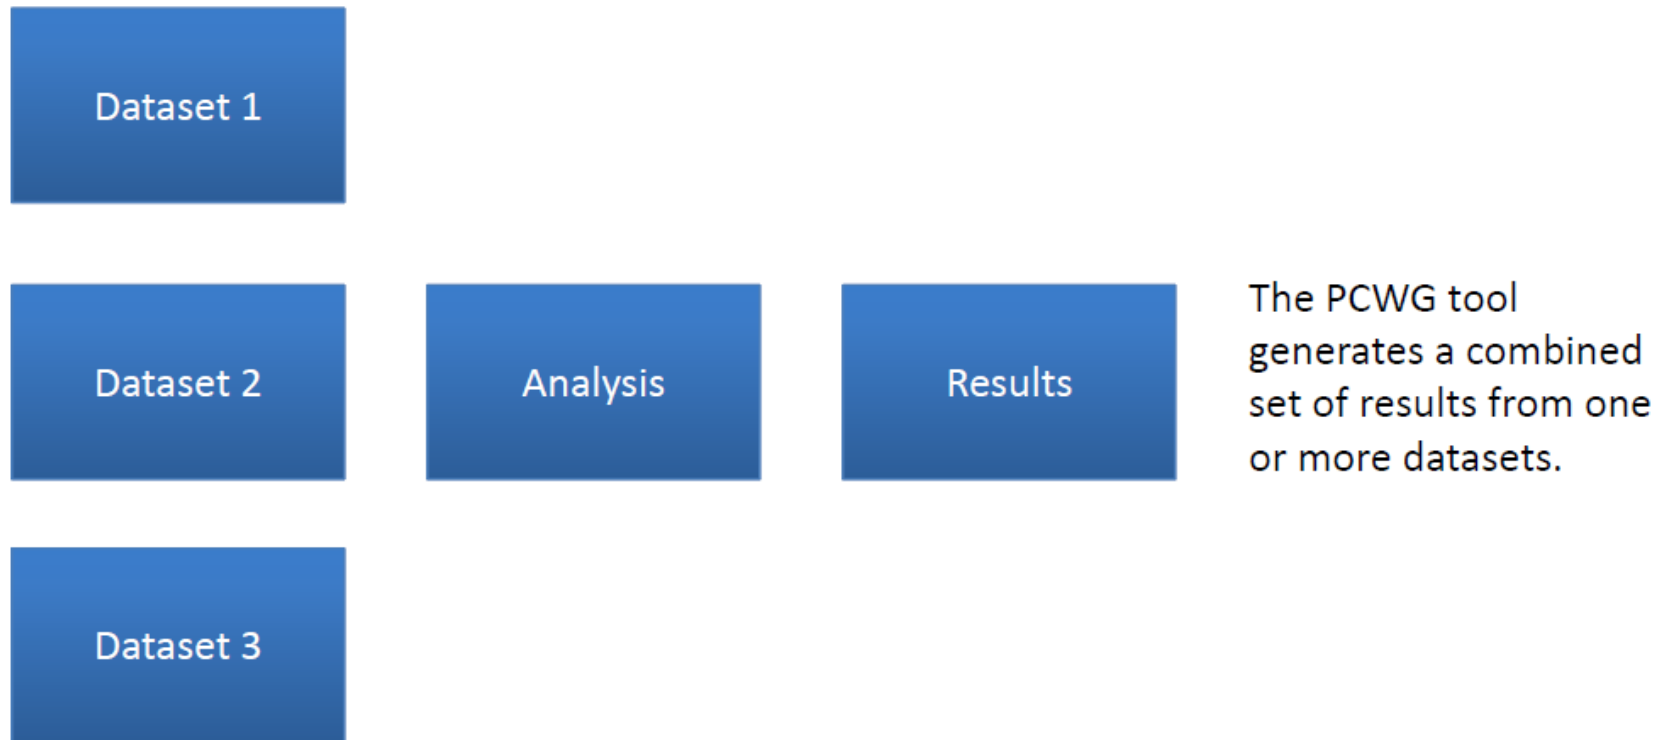 Dataset 1
Dataset 2
Analysis
Results
The PCWG tool
generates a combined
set of results from one
or more datasets.
Dataset 3